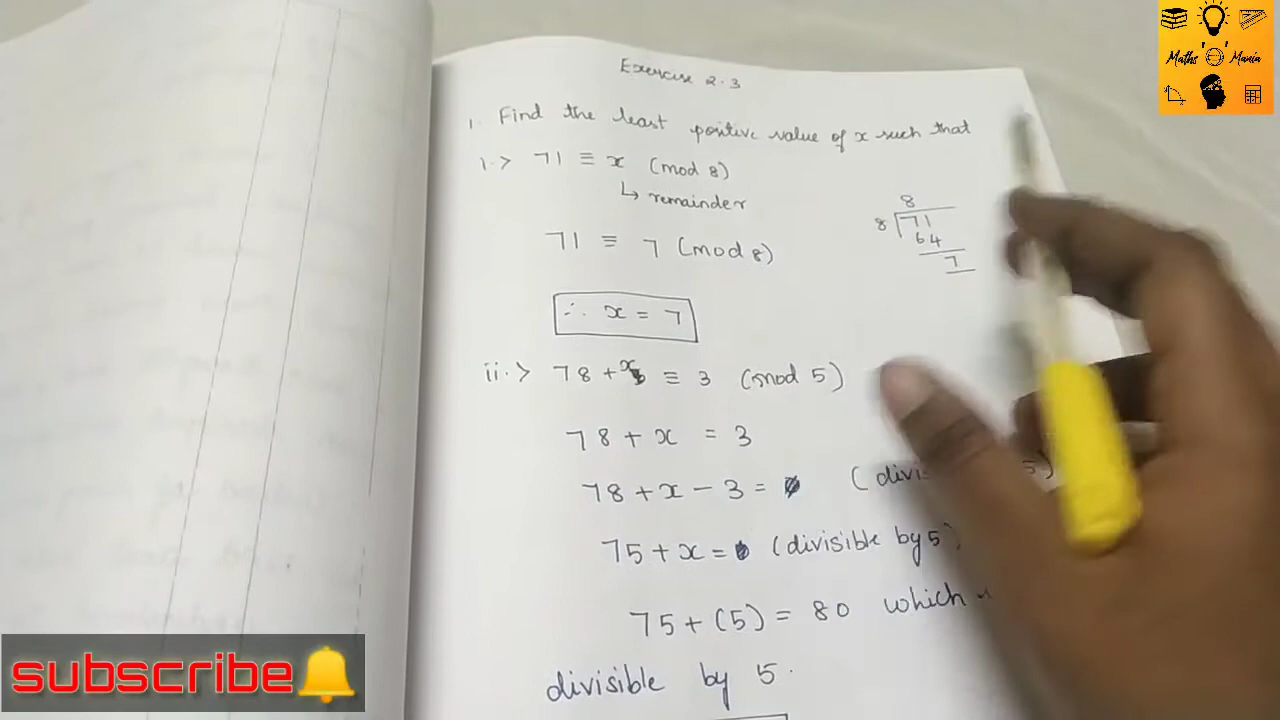 Exercise 2.3
1. Find the least positive value of x such that
i.> 71 ≡ x (mod 8)
↳ remainder
71 ≡ 7 (mod 8)
8
8 71
64
7
∴ x = 7
ii.> 78 + x ≡ 3 (mod 5)
78 + x = 3
78 + x - 3 = (divi 5)
75 + x = (divisible by 5)
75 + (5) = 80 which
divisible by 5.
Maths Mania
subscribe